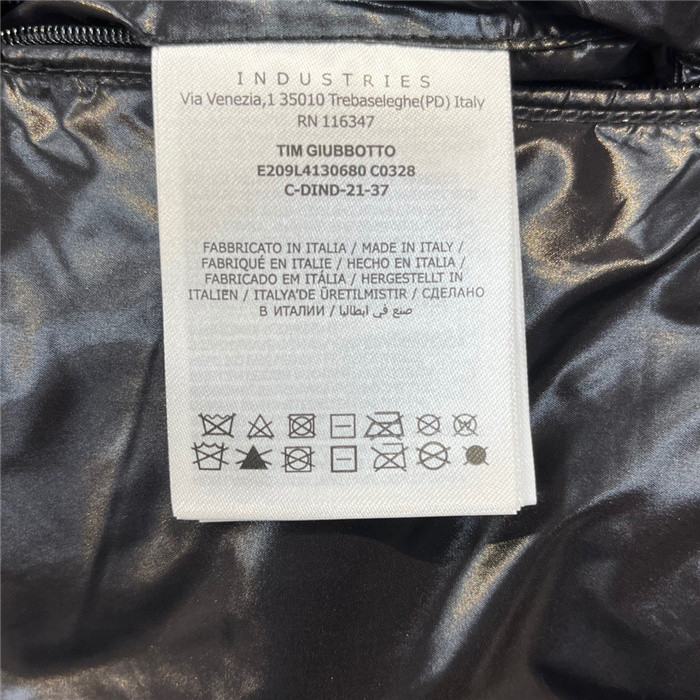 INDUSTRIES
Via Venezia,1 35010 Trebaseleghe(PD) Italy
RN 116347
TIM GIUBBOTTO
E209L4130680 C0328
C-DIND-21-37
FABBRICATO IN ITALIA / MADE IN ITALY /
FABRIQUÉ EN ITALIE / HECHO EN ITALIA /
FABRICADO EM ITÁLIA / HERGESTELLT IN
ITALIEN / ITALYA'DE ÜRETILMISTIR / СДЕЛАНО
В ИТАЛИИ / صنع في ايطاليا